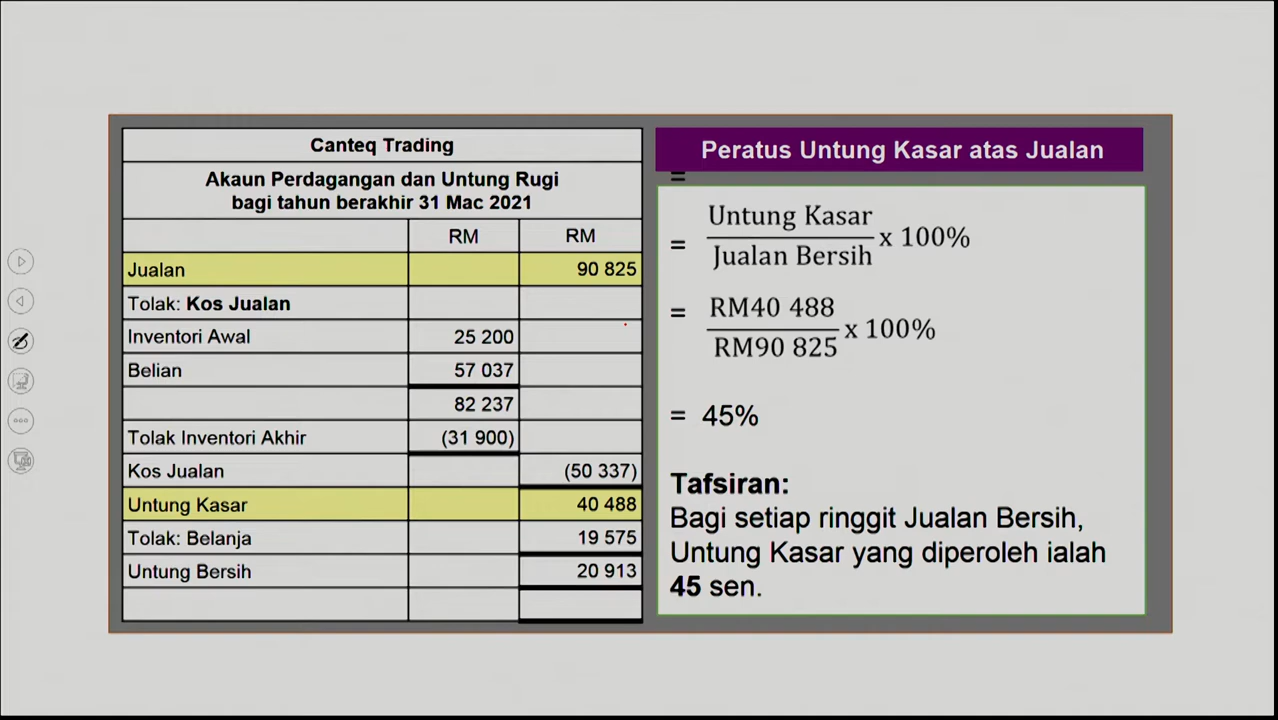 Canteq Trading
Akaun Perdagangan dan Untung Rugi
bagi tahun berakhir 31 Mac 2021
RM RM
Jualan 90 825
Tolak: Kos Jualan
Inventori Awal 25 200
Belian 57 037
82 237
Tolak Inventori Akhir (31 900)
Kos Jualan (50 337)
Untung Kasar 40 488
Tolak: Belanja 19 575
Untung Bersih 20 913
Peratus Untung Kasar atas Jualan
=
= Untung Kasar
Jualan Bersih x 100%
= RM40 488
RM90 825 x 100%
= 45%
Tafsiran:
Bagi setiap ringgit Jualan Bersih,
Untung Kasar yang diperoleh ialah
45 sen.